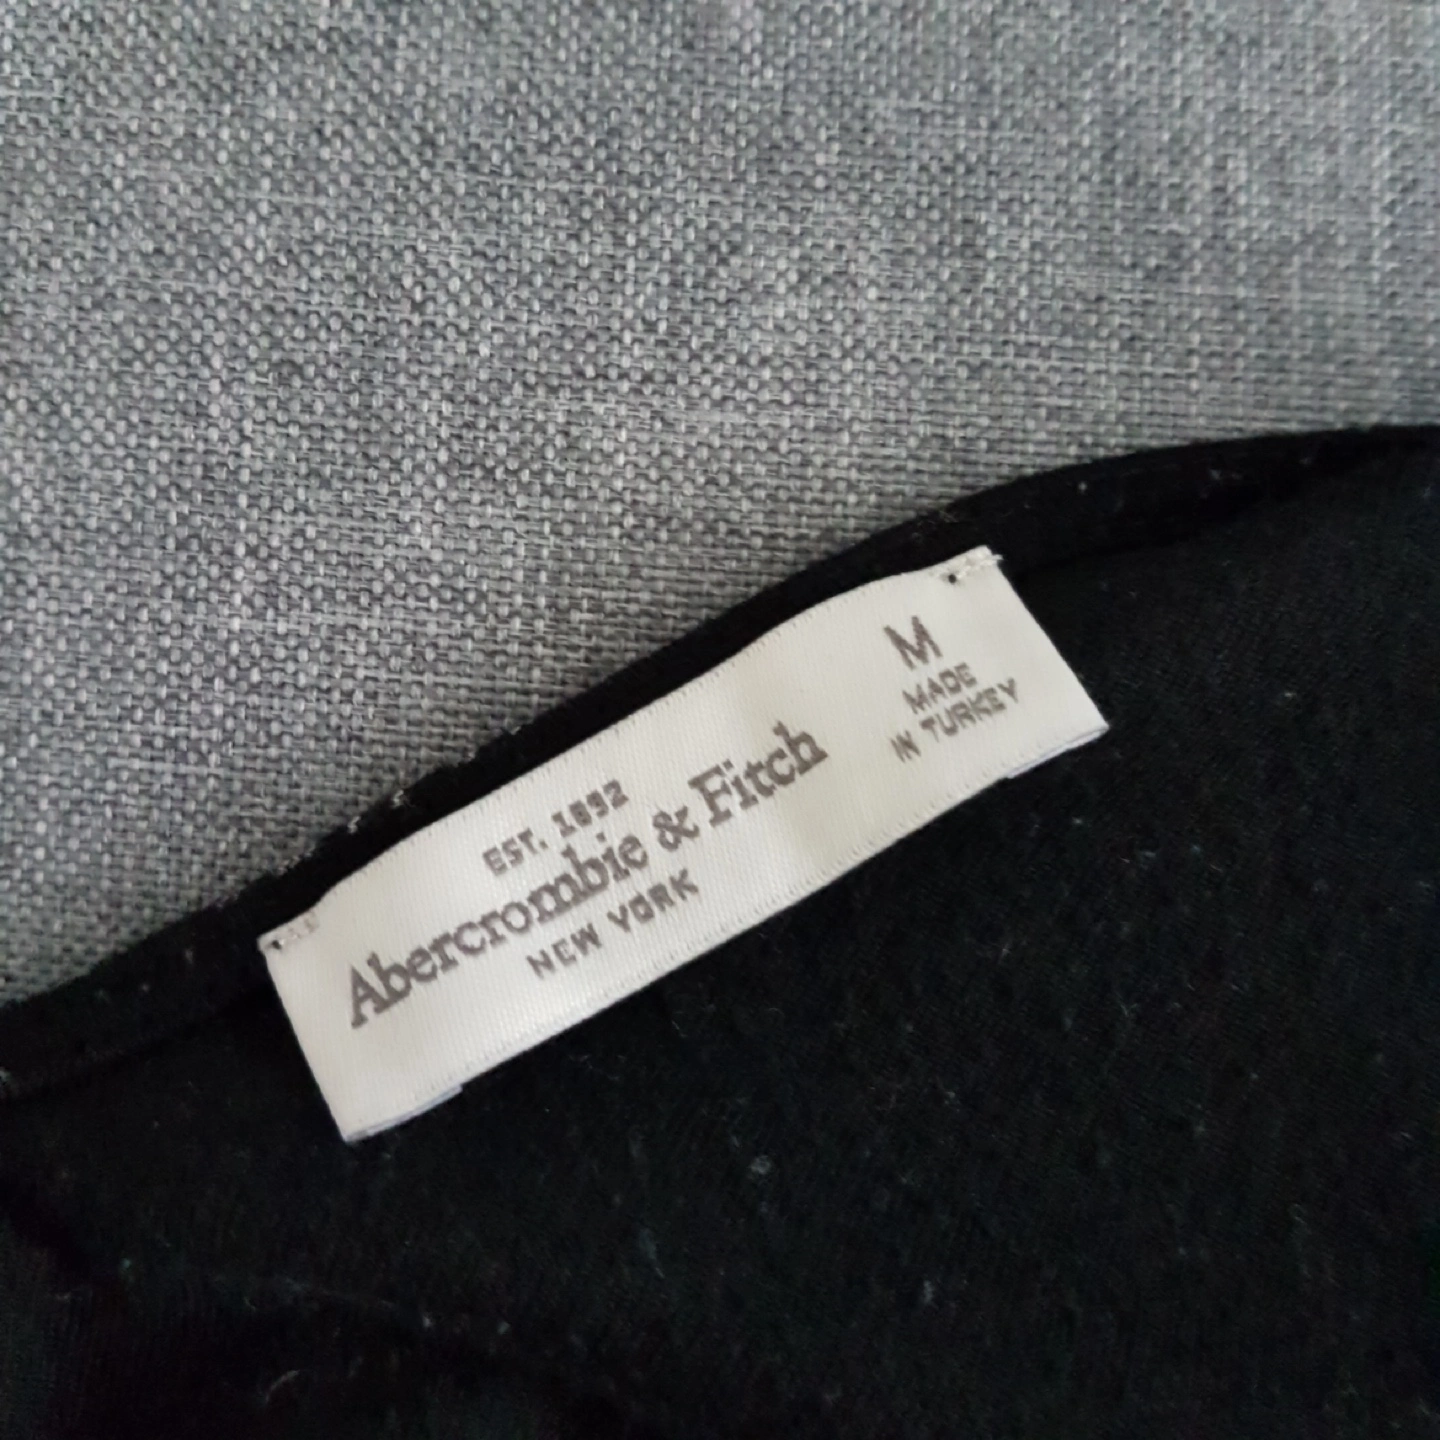 EST. 1892
Abercrombie & Fitch
NEW YORK
M
MADE
IN TURKEY